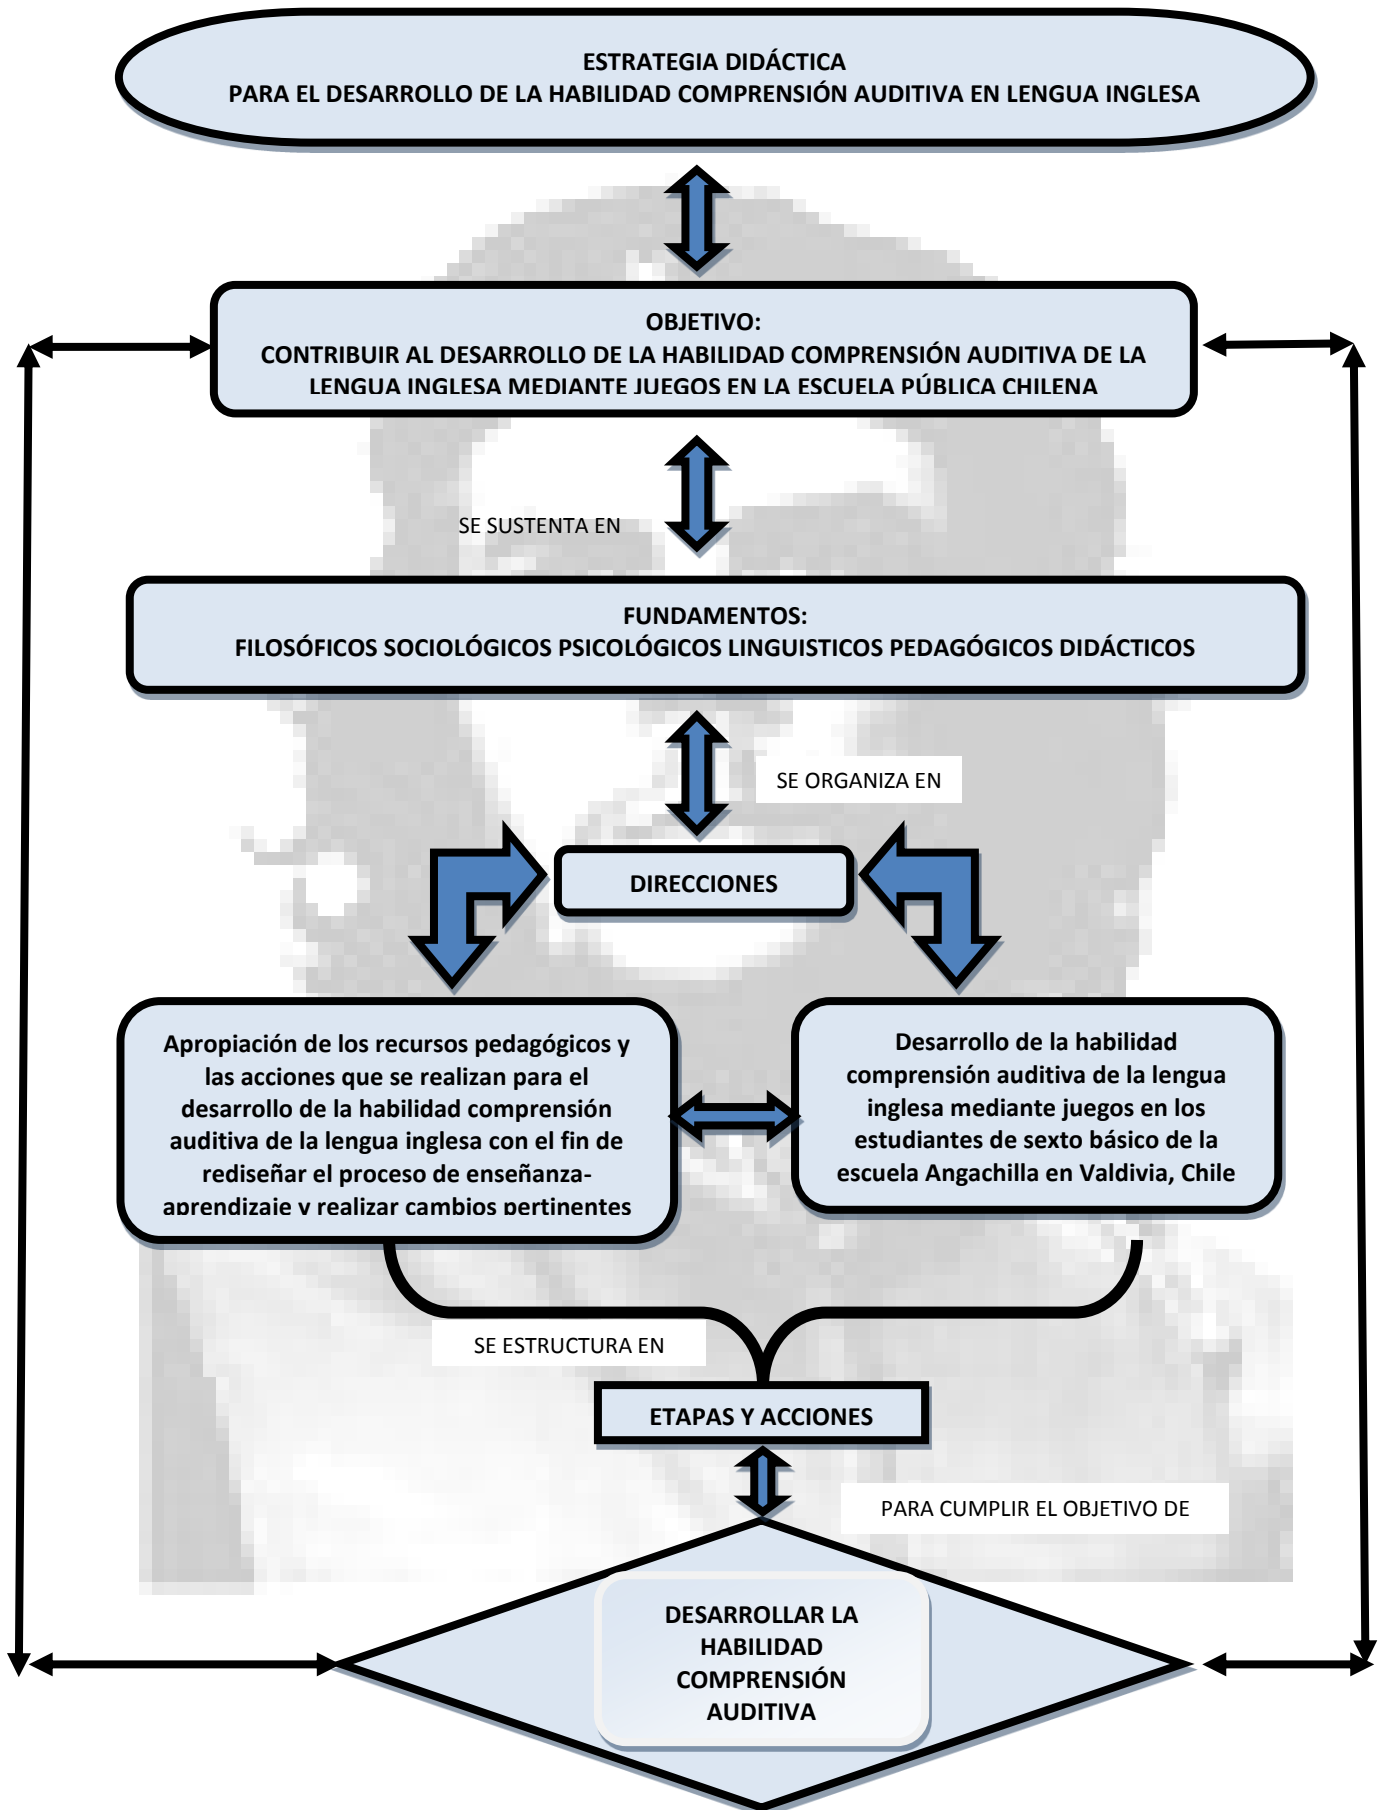 ESTRATEGIA DIDÁCTICA
PARA EL DESARROLLO DE LA HABILIDAD COMPRENSIÓN AUDITIVA EN LENGUA INGLESA
OBJETIVO:
CONTRIBUIR AL DESARROLLO DE LA HABILIDAD COMPRENSIÓN AUDITIVA DE LA
LENGUA INGLESA MEDIANTE JUEGOS EN LA ESCUELA PÚBLICA CHILENA
SE SUSTENTA EN
FUNDAMENTOS:
FILOSÓFICOS SOCIOLÓGICOS PSICOLÓGICOS LINGUISTICOS PEDAGÓGICOS DIDÁCTICOS
SE ORGANIZA EN
DIRECCIONES
Apropiación de los recursos pedagógicos y
las acciones que se realizan para el
desarrollo de la habilidad comprensión
auditiva de la lengua inglesa con el fin de
rediseñar el proceso de enseñanza-
aprendizaje y realizar cambios pertinentes
Desarrollo de la habilidad
comprensión auditiva de la lengua
inglesa mediante juegos en los
estudiantes de sexto básico de la
escuela Angachilla en Valdivia, Chile
SE ESTRUCTURA EN
ETAPAS Y ACCIONES
PARA CUMPLIR EL OBJETIVO DE
DESARROLLAR LA
HABILIDAD
COMPRENSIÓN
AUDITIVA